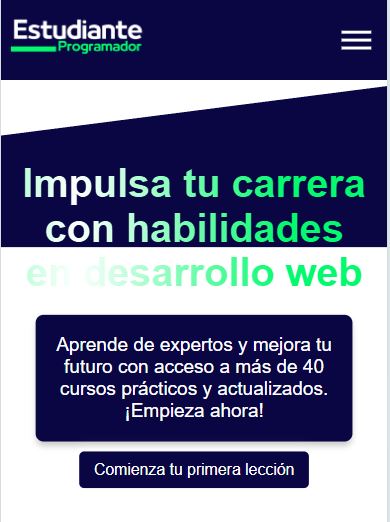 Estudiante
Programador
Impulsa tu carrera
con habilidades
en desarrollo web
Aprende de expertos y mejora tu
futuro con acceso a más de 40
cursos prácticos y actualizados.
¡Empieza ahora!
Comienza tu primera lección